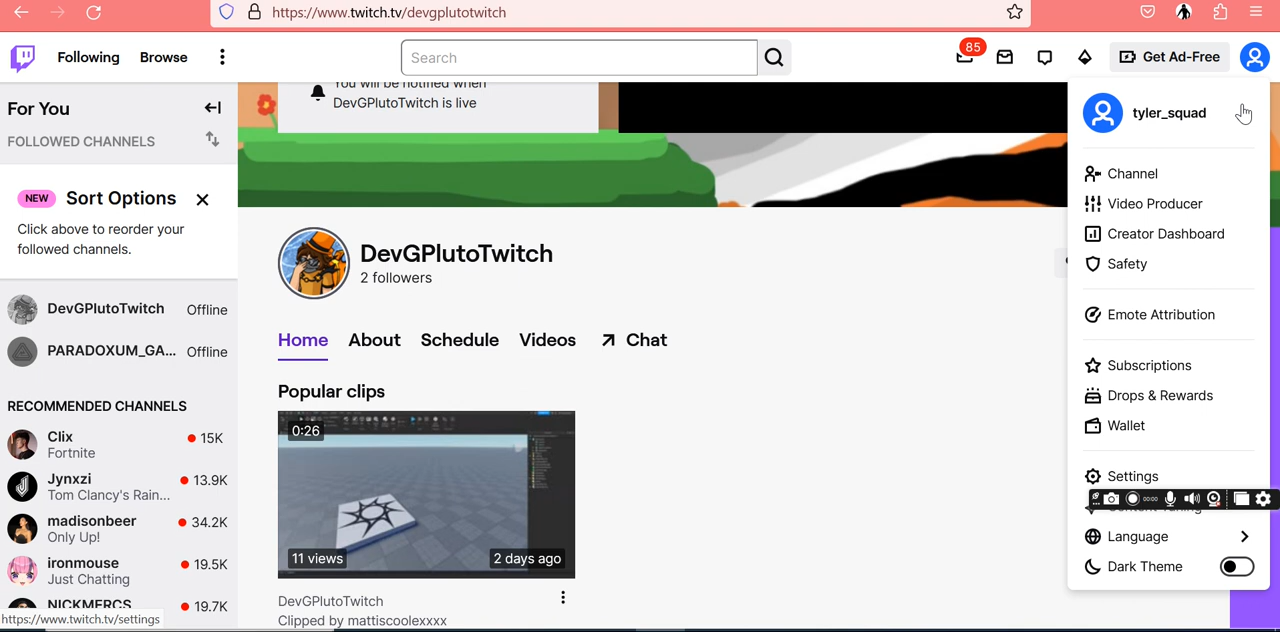 https://www.twitch.tv/devgplutotwitch
Following
Browse
Search
85
Get Ad-Free
For You
FOLLOWED CHANNELS
NEW
Sort Options
Click above to reorder your
followed channels.
DevGPlutoTwitch
Offline
PARADOXUM_GA...
Offline
RECOMMENDED CHANNELS
Clix
15K
Fortnite
Jynxzi
13.9K
Tom Clancy's Rain...
madisonbeer
34.2K
Only Up!
ironmouse
19.5K
Just Chatting
NICKMERCS
19.7K
https://www.twitch.tv/settings
You will be notified when
DevGPlutoTwitch is live
DevGPlutoTwitch
2 followers
Home
About
Schedule
Videos
Chat
Popular clips
0:26
11 views
2 days ago
DevGPlutoTwitch
Clipped by mattiscoolexxxx
tyler_squad
Channel
Video Producer
Creator Dashboard
Safety
Emote Attribution
Subscriptions
Drops & Rewards
Wallet
Settings
00:00
Language
Dark Theme